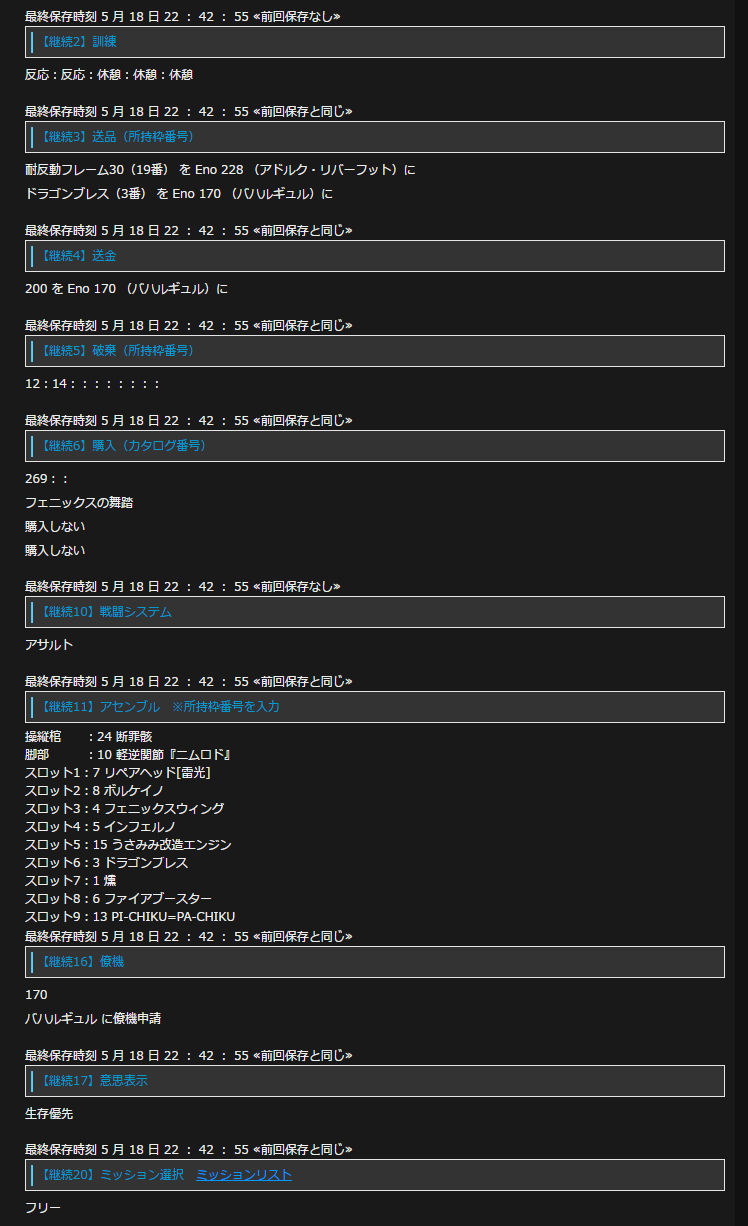 最終保存時刻 5 月 18 日 22 ： 42 ： 55 ≪前回保存なし≫
【継続2】訓練
反応：反応：休憩：休憩：休憩
最終保存時刻 5 月 18 日 22 ： 42 ： 55 ≪前回保存と同じ≫
【継続3】送品（所持枠番号）
耐反動フレーム30（19番） を Eno 228 （アドルク・リバーフット）に
ドラゴンブレス（3番） を Eno 170 （バハルギュル）に
最終保存時刻 5 月 18 日 22 ： 42 ： 55 ≪前回保存と同じ≫
【継続4】送金
200 を Eno 170 （バハルギュル）に
最終保存時刻 5 月 18 日 22 ： 42 ： 55 ≪前回保存と同じ≫
【継続5】破棄（所持枠番号）
12：14：：：：：：：：
最終保存時刻 5 月 18 日 22 ： 42 ： 55 ≪前回保存と同じ≫
【継続6】購入（カタログ番号）
269：：
フェニックスの舞踏
購入しない
購入しない
最終保存時刻 5 月 18 日 22 ： 42 ： 55 ≪前回保存なし≫
【継続10】戦闘システム
アサルト
最終保存時刻 5 月 18 日 22 ： 42 ： 55 ≪前回保存と同じ≫
【継続11】アセンブル　※所持枠番号を入力
操縦棺　　：24 断罪骸
脚部　　　：10 軽逆関節『ニムロド』
スロット1：7 リペアヘッド[雷光]
スロット2：8 ボルケイノ
スロット3：4 フェニックスウィング
スロット4：5 インフェルノ
スロット5：15 うさみみ改造エンジン
スロット6：3 ドラゴンブレス
スロット7：1 燻
スロット8：6 ファイアブースター
スロット9：13 PI-CHIKU=PA-CHIKU
最終保存時刻 5 月 18 日 22 ： 42 ： 55 ≪前回保存と同じ≫
【継続16】僚機
170
バハルギュル に僚機申請
最終保存時刻 5 月 18 日 22 ： 42 ： 55 ≪前回保存と同じ≫
【継続17】意思表示
生存優先
最終保存時刻 5 月 18 日 22 ： 42 ： 55 ≪前回保存と同じ≫
【継続20】ミッション選択　ミッションリスト
フリー